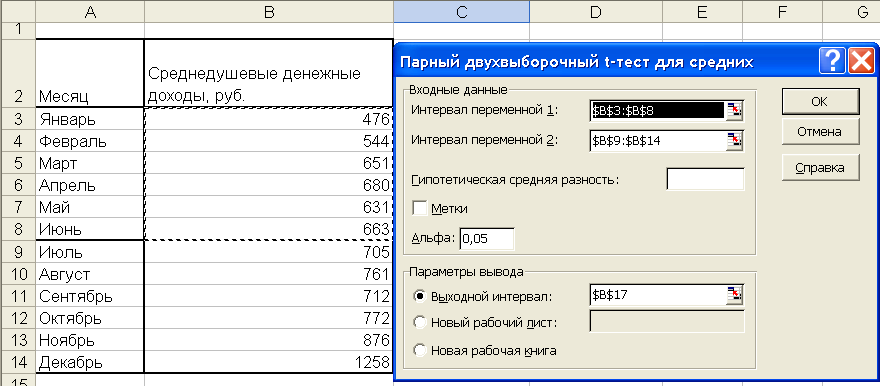 A B C D E F G
1
2 Месяц Среднедушевые денежные
доходы, руб.
3 Январь 476
4 Февраль 544
5 Март 651
6 Апрель 680
7 Май 631
8 Июнь 663
9 Июль 705
10 Август 761
11 Сентябрь 712
12 Октябрь 772
13 Ноябрь 876
14 Декабрь 1258
15
Парный двухвыборочный t-тест для средних
Входные данные
Интервал переменной 1: $B$3:$B$8
Интервал переменной 2: $B$9:$B$14
Гипотетическая средняя разность:
Метки
Альфа: 0,05
Параметры вывода
Выходной интервал: $B$17
Новый рабочий лист:
Новая рабочая книга
ОК
Отмена
Справка